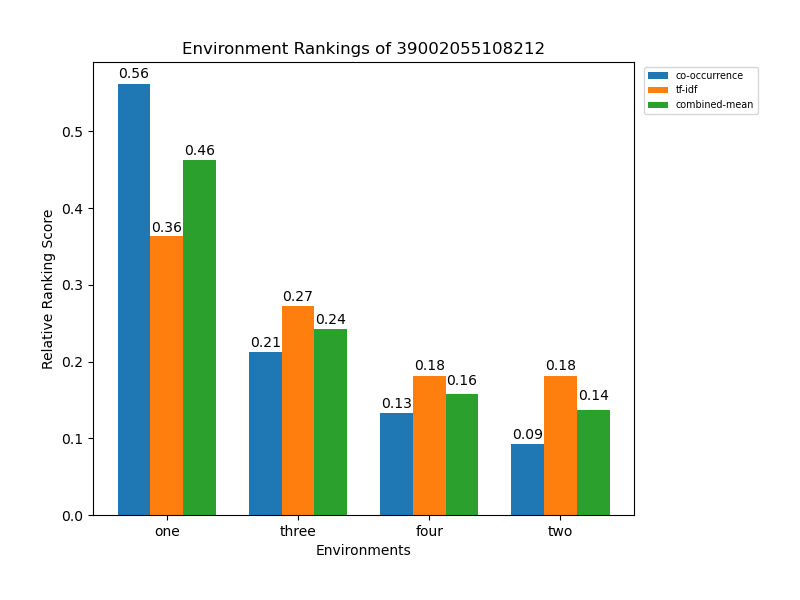 Environment Rankings of 39002055108212
co-occurrence
tf-idf
combined-mean
Relative Ranking Score
0.5
0.4
0.3
0.2
0.1
0.0
0.56
0.36
0.46
0.21
0.27
0.24
0.13
0.18
0.16
0.09
0.18
0.14
one three four two
Environments